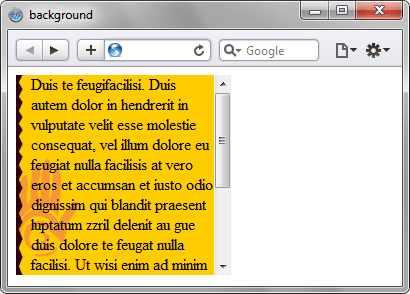 background
Google
Duis te feugifacilisi. Duis
autem dolor in hendrerit in
vulputate velit esse molestie
consequat, vel illum dolore eu
feugiat nulla facilisis at vero
eros et accumsan et iusto odio
dignissim qui blandit praesent
luptatum zzril delenit au gue
duis dolore te feugat nulla
facilisi. Ut wisi enim ad minim